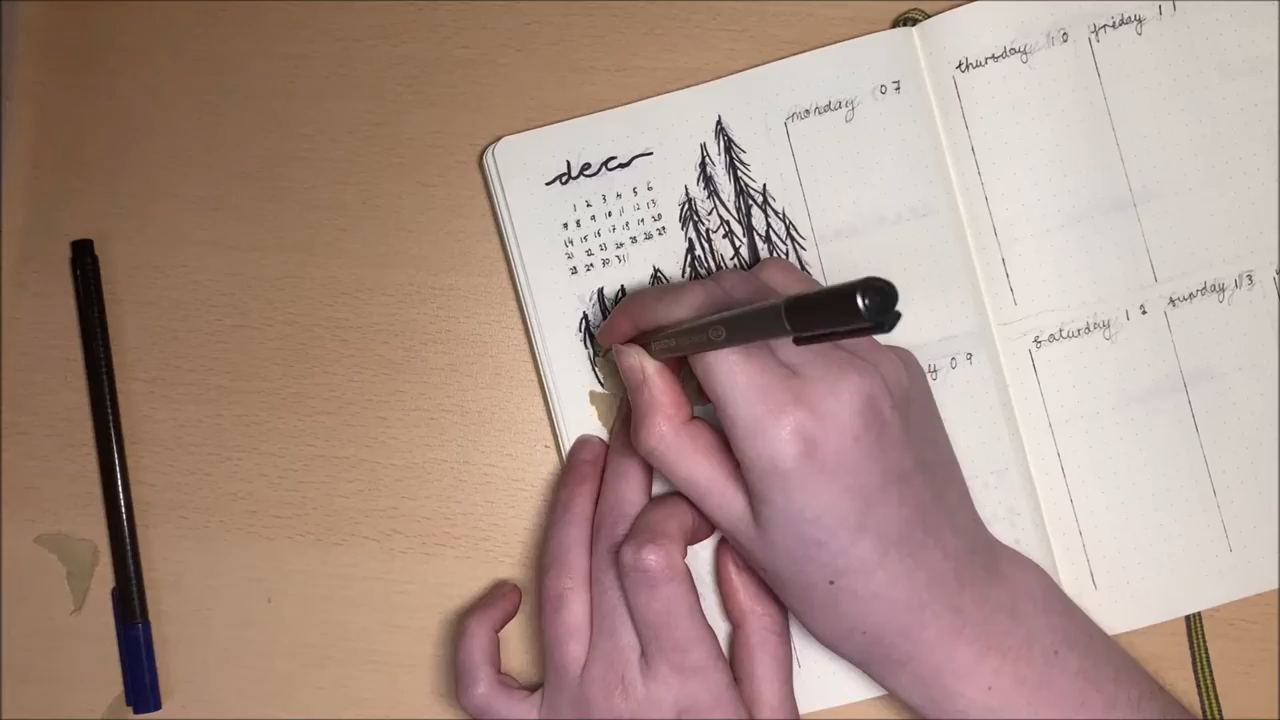 dec
1 2 3 4 5 6
7 8 9 10 11 12 13
14 15 16 17 18 19 20
21 22 23 24 25 26 27
28 29 30 31
monday 07
y 09
thursday 10
friday 11
saturday 12
sunday 13